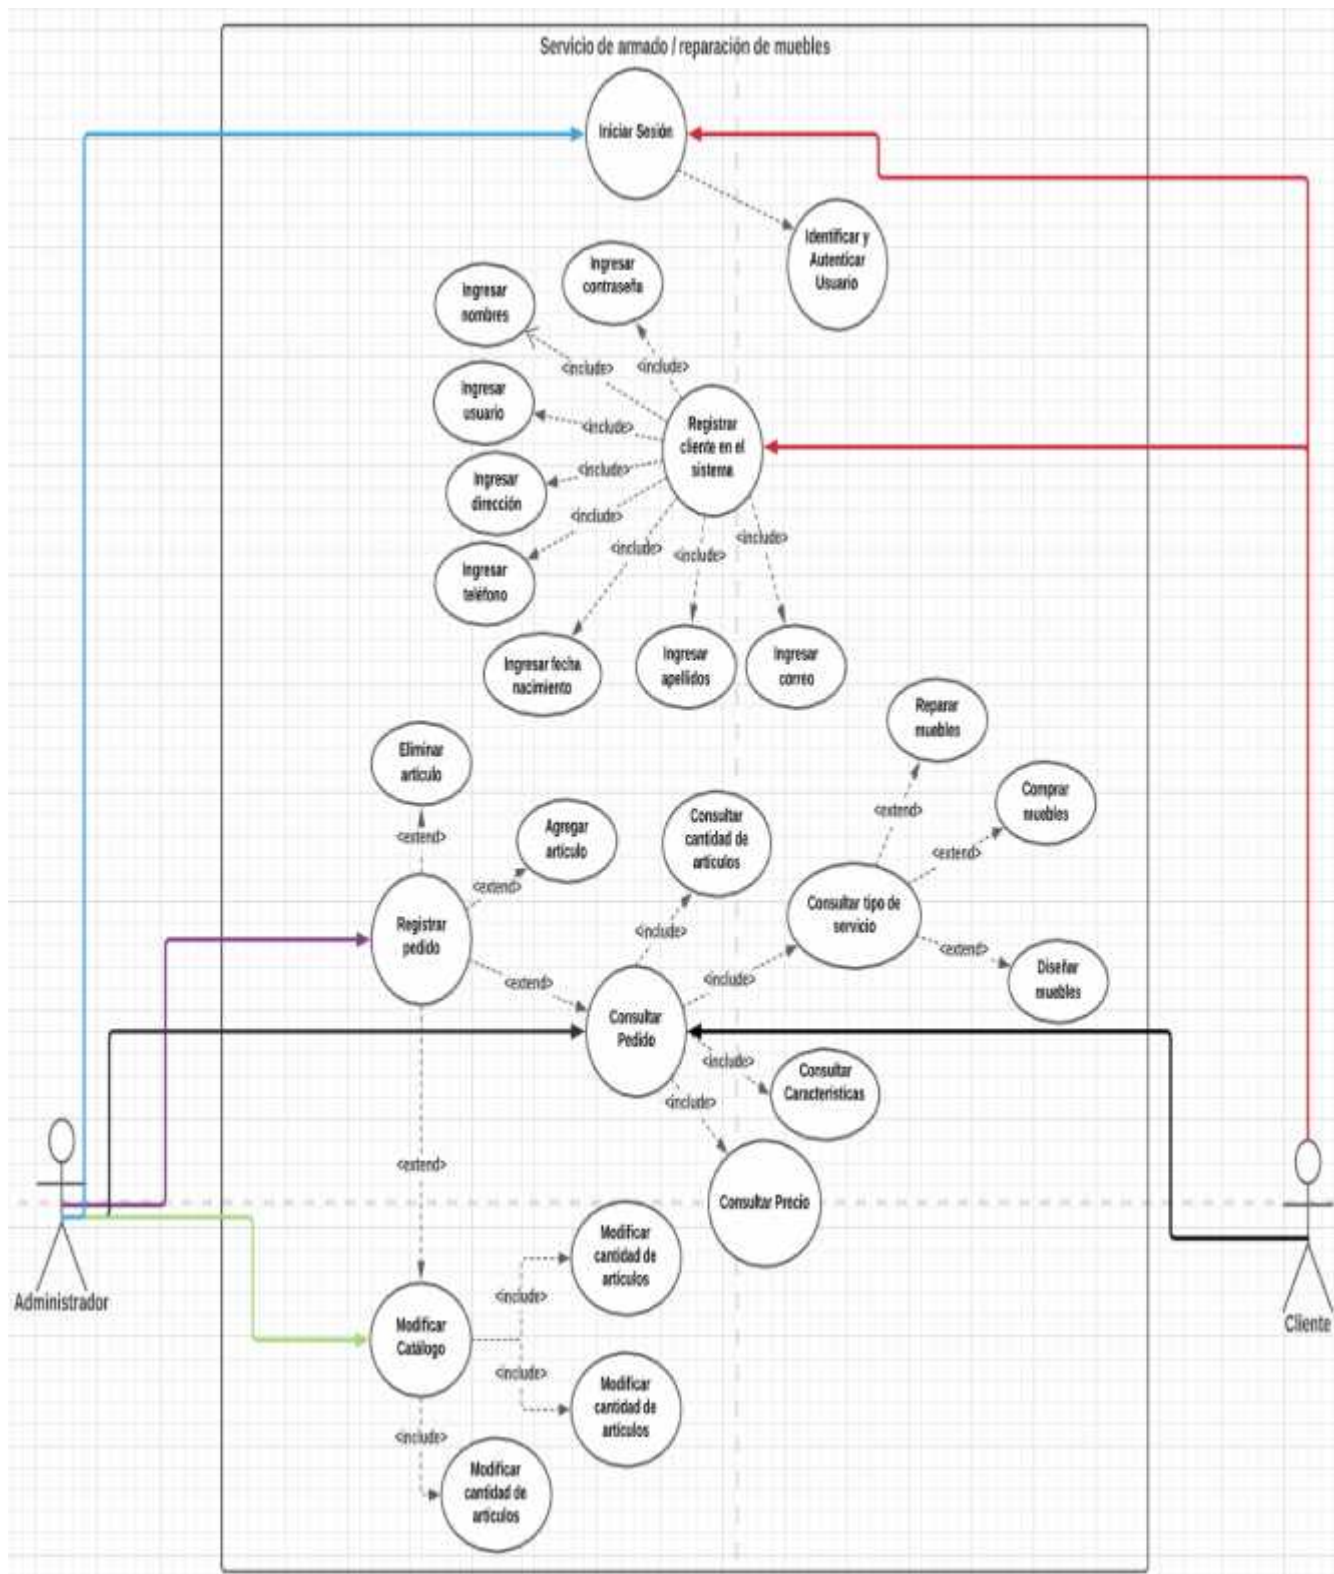 Servicio de armado / reparación de muebles
Iniciar Sesión
Identificar y
Autenticar
Usuario
Ingresar
contraseña
Ingresar
nombres
<include>
<include>
Ingresar
usuario
<include>
Registrar
cliente en el
sistema
Ingresar
dirección
<include>
<include>
Ingresar
teléfono
<include>
<include>
<include>
Ingresar fecha
nacimiento
Ingresar
apellidos
Ingresar
correo
Reparar
muebles
Eliminar
artículo
<extend>
Agregar
artículo
<extend>
Consultar
cantidad de
artículos
<extend>
Comprar
muebles
<extend>
Registrar
pedido
<extend>
<include>
<include>
Consultar tipo de
servicio
<extend>
Diseñar
muebles
Consultar
Pedido
<include>
Consultar
Características
<include>
<extend>
Consultar Precio
Administrador
Cliente
Modificar
cantidad de
artículos
<include>
Modificar
Catálogo
<include>
Modificar
cantidad de
artículos
<include>
Modificar
cantidad de
artículos